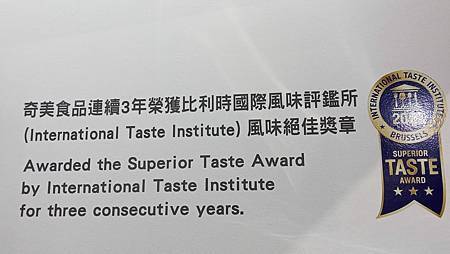 奇美食品連續3年榮獲比利時國際風味評鑑所
(International Taste Institute) 風味絕佳獎章
Awarded the Superior Taste Award
by International Taste Institute
for three consecutive years.
INTERNATIONAL TASTE INSTITUTE
BRUSSELS
SUPERIOR
TASTE
AWARD